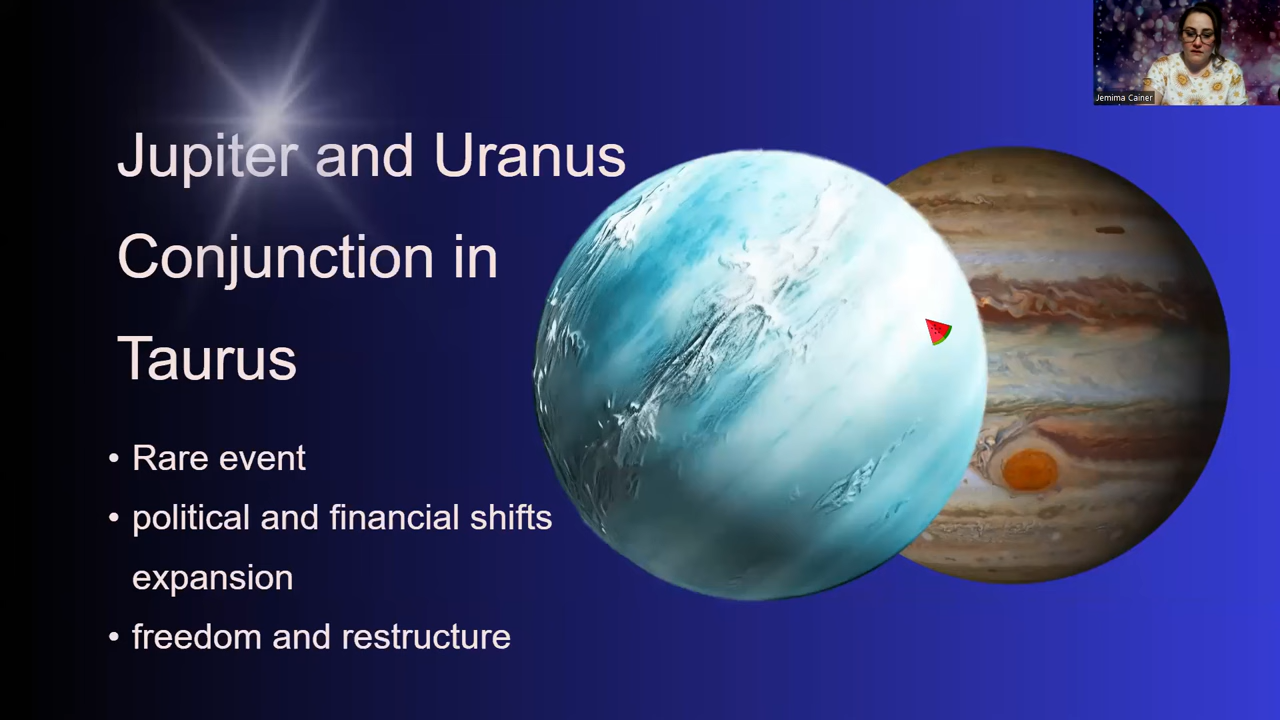 Jupiter and Uranus
Conjunction in
Taurus
• Rare event
• political and financial shifts
expansion
• freedom and restructure
Jemima Cainer